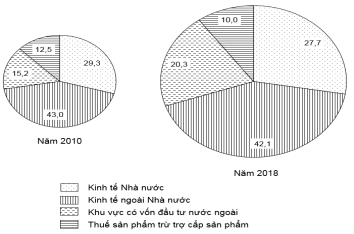 12,5
29,3
15,2
43,0
Năm 2010
10,0
27,7
20,3
42,1
Năm 2018
Kinh tế Nhà nước
Kinh tế ngoài Nhà nước
Khu vực có vốn đầu tư nước ngoài
Thuế sản phẩm trừ trợ cấp sản phẩm